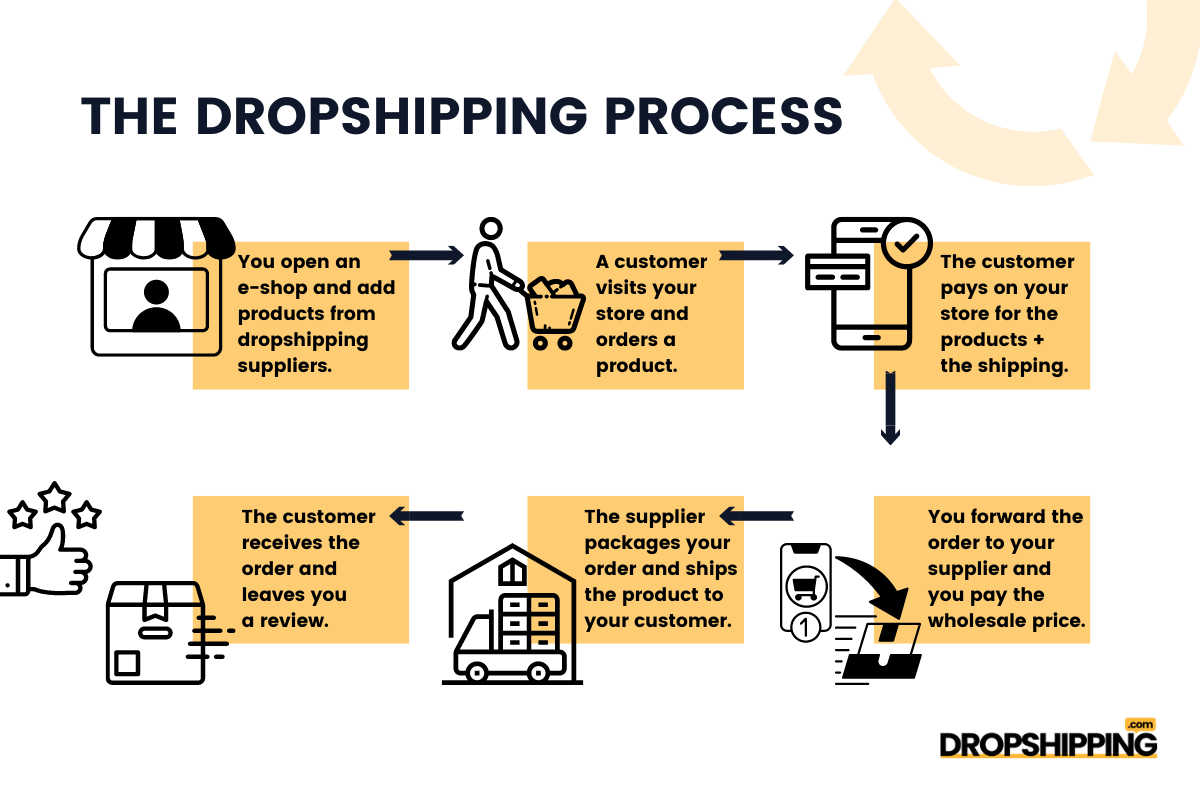 THE DROPSHIPPING PROCESS
You open an
e-shop and add
products from
dropshipping
suppliers.
A customer
visits your
store and
orders a
product.
The customer
pays on your
store for the
products +
the shipping.
You forward the
order to your
supplier and
you pay the
wholesale price.
1
The supplier
packages your
order and ships
the product to
your customer.
The customer
receives the
order and
leaves you
a review.
.com
DROPSHIPPING